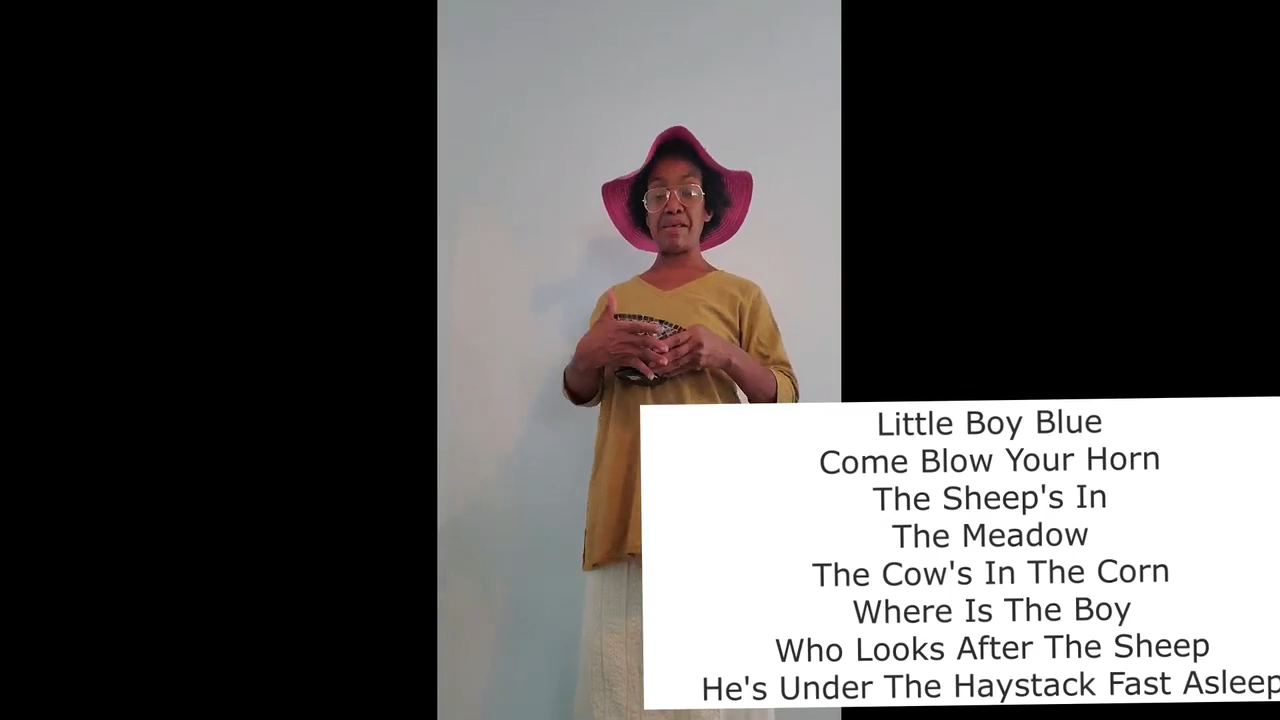 Little Boy Blue
Come Blow Your Horn
The Sheep's In
The Meadow
The Cow's In The Corn
Where Is The Boy
Who Looks After The Sheep
He's Under The Haystack Fast Asleep